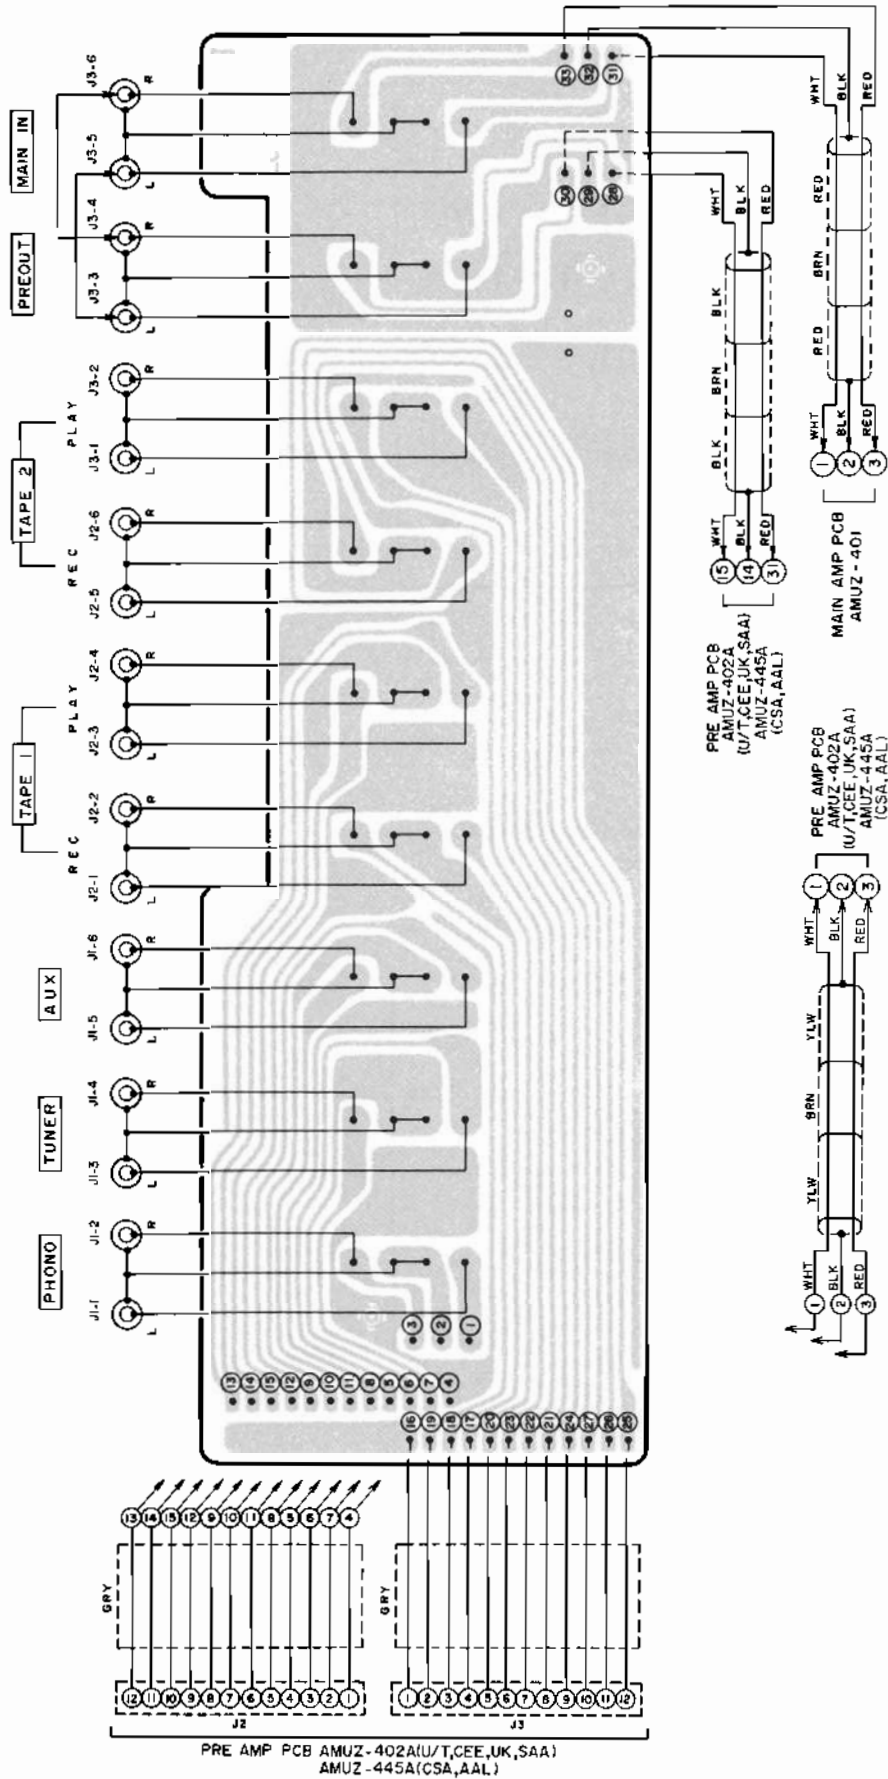 MAIN IN
J3-6
R
J3-5
L
PREOUT
J3-4
R
J3-3
L
TAPE 2
PLAY
J3-2
R
J3-1
L
REC
J2-6
R
J2-5
L
TAPE 1
PLAY
J2-4
R
J2-3
L
REC
J2-2
R
J2-1
L
AUX
J1-6
R
J1-5
L
TUNER
J1-4
R
J1-3
L
PHONO
J1-2
R
J1-1
L
33 32 31
30 29 28
3 2 1
13 14 15 12 9 10 11 8 5 6 7 4
16 19 18 17 20 23 22 21 24 27 26 25
WHT
BLK
RED
RED
BRN
RED
WHT
BLK
RED
1 2 3
MAIN AMP PCB
AMUZ-401
WHT
BLK
RED
BLK
BRN
BLK
WHT
BLK
RED
15 14 31
PRE AMP PCB
AMUZ-402A
(U/T,CEE,UK,SAA)
AMUZ-445A
(CSA,AAL)
PRE AMP PCB
AMUZ-402A
(U/T,CEE,UK,SAA)
AMUZ-445A
(CSA,AAL)
1 2 3
WHT
BLK
RED
YLW
BRN
YLW
WHT
BLK
RED
1 2 3
13 14 15 12 9 10 11 8 5 6 7 4
GRY
12 11 10 9 8 7 6 5 4 3 2 1
J2
GRY
1 2 3 4 5 6 7 8 9 10 11 12
J3
PRE AMP PCB AMUZ-402A(U/T,CEE,UK,SAA)
AMUZ-445A(CSA,AAL)